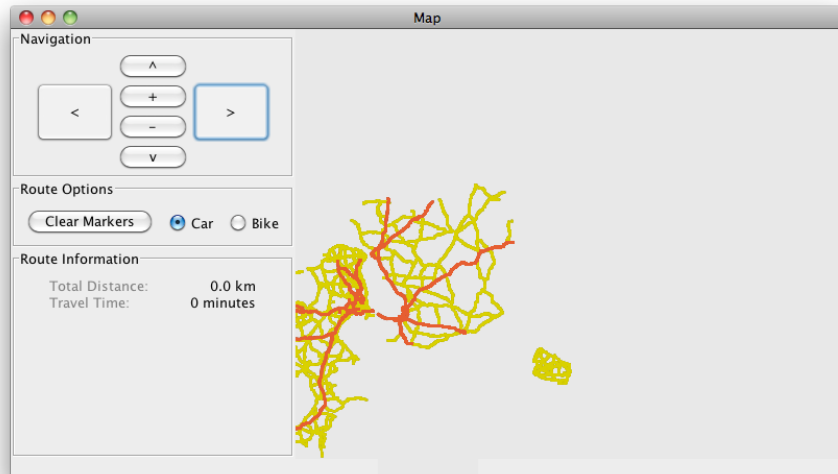 Map
Navigation
^
+
<
>
-
v
Route Options
Clear Markers
Car
Bike
Route Information
Total Distance: 0.0 km
Travel Time: 0 minutes